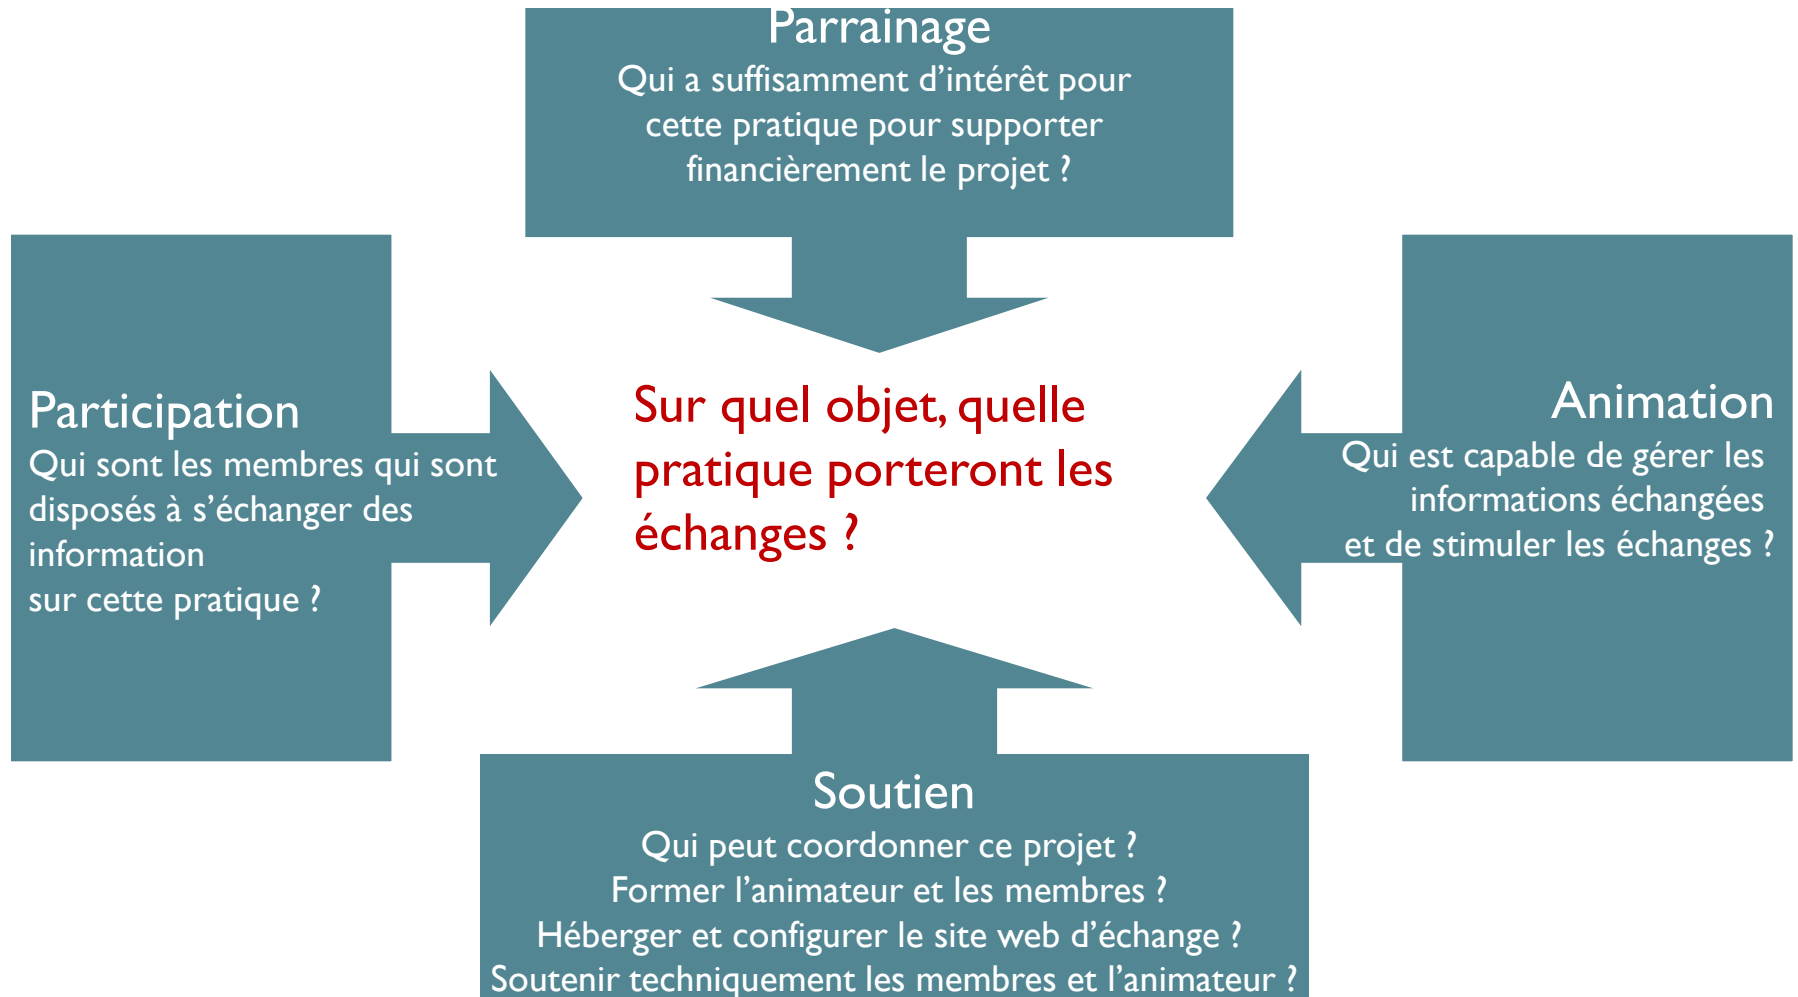 Parrainage
Qui a suffisamment d’intérêt pour
cette pratique pour supporter
financièrement le projet ?
Participation
Qui sont les membres qui sont
disposés à s’échanger des
information
sur cette pratique ?
Sur quel objet, quelle
pratique porteront les
échanges ?
Animation
Qui est capable de gérer les
informations échangées
et de stimuler les échanges ?
Soutien
Qui peut coordonner ce projet ?
Former l’animateur et les membres ?
Héberger et configurer le site web d’échange ?
Soutenir techniquement les membres et l’animateur ?